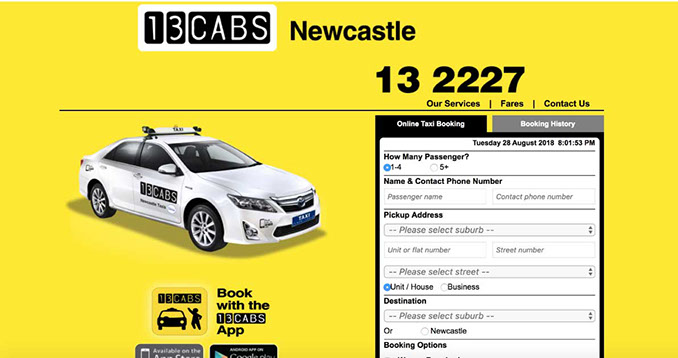 13CABS Newcastle
13 2227
Our Services | Fares | Contact Us
Online Taxi Booking Booking History
Tuesday 28 August 2018 8:01:53 PM
How Many Passenger?
1-4 5+
Name & Contact Phone Number
Passenger name Contact phone number
Pickup Address
-- Please select suburb --
Unit or flat number Street number
-- Please select street --
Unit / House Business
Destination
-- Please select suburb --
Or Newcastle
Booking Options
TAXI
13CABS
Newcastle Taxis
TAXI
13CABS
Book
with the
13CABS
App
Available on the
ANDROID APP ON